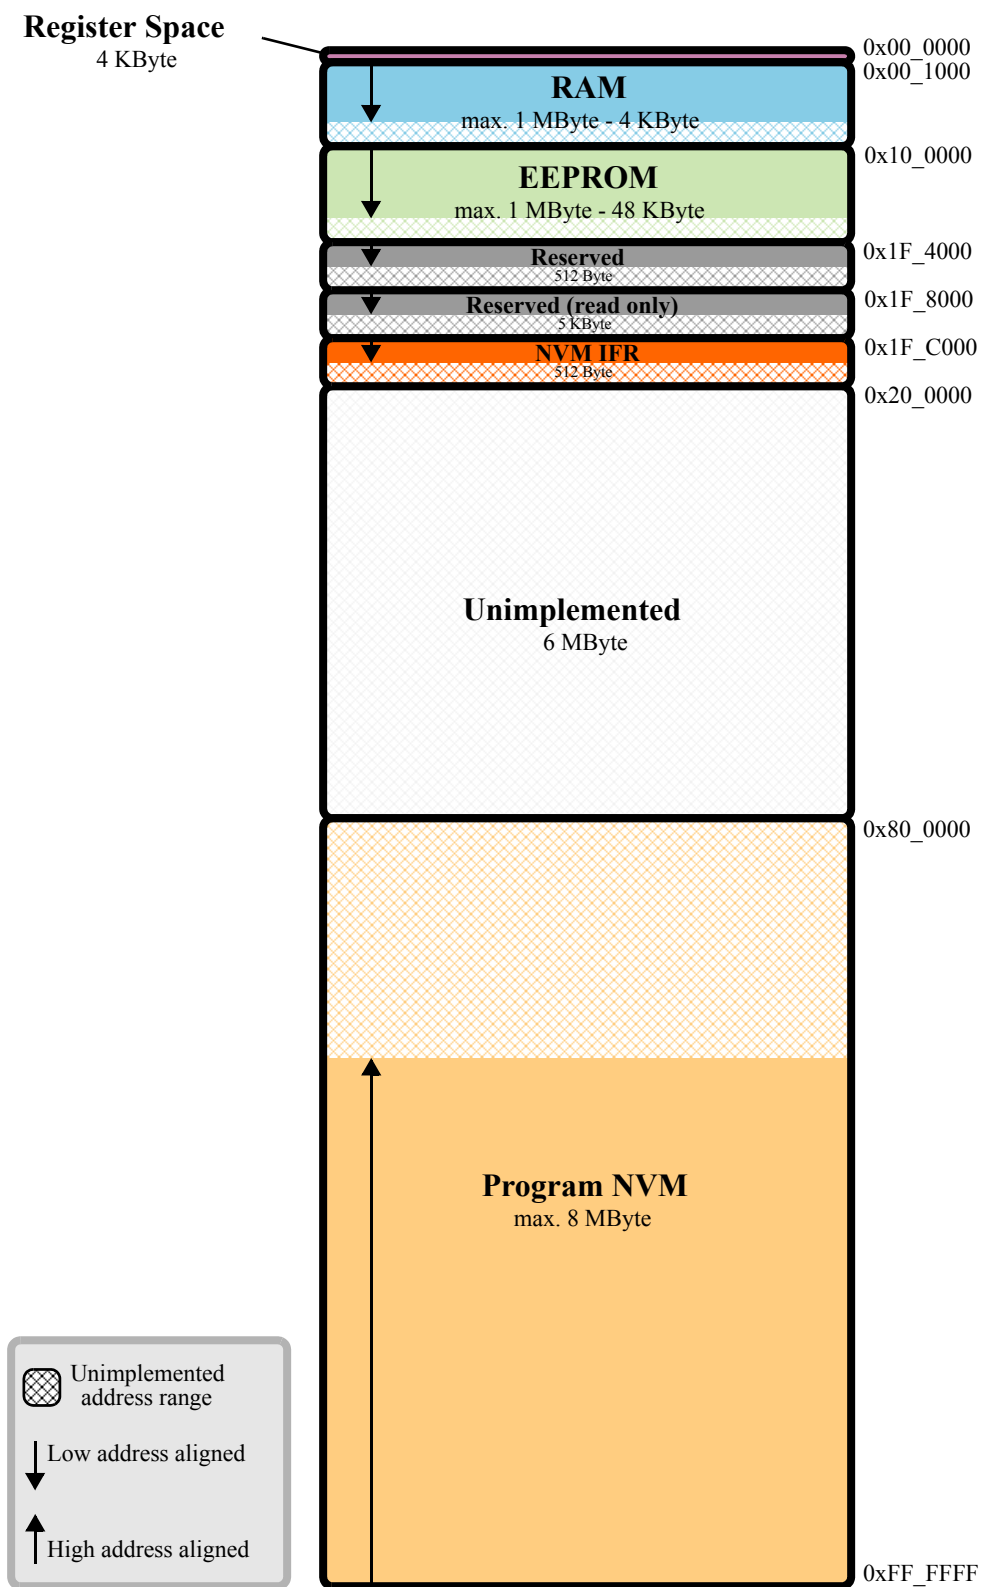 Register Space
4 KByte
0x00_0000
0x00_1000
RAM
max. 1 MByte - 4 KByte
0x10_0000
EEPROM
max. 1 MByte - 48 KByte
0x1F_4000
Reserved
512 Byte
0x1F_8000
Reserved (read only)
5 KByte
0x1F_C000
NVM IFR
512 Byte
0x20_0000
Unimplemented
6 MByte
0x80_0000
Program NVM
max. 8 MByte
Unimplemented
address range
Low address aligned
High address aligned
0xFF_FFFF